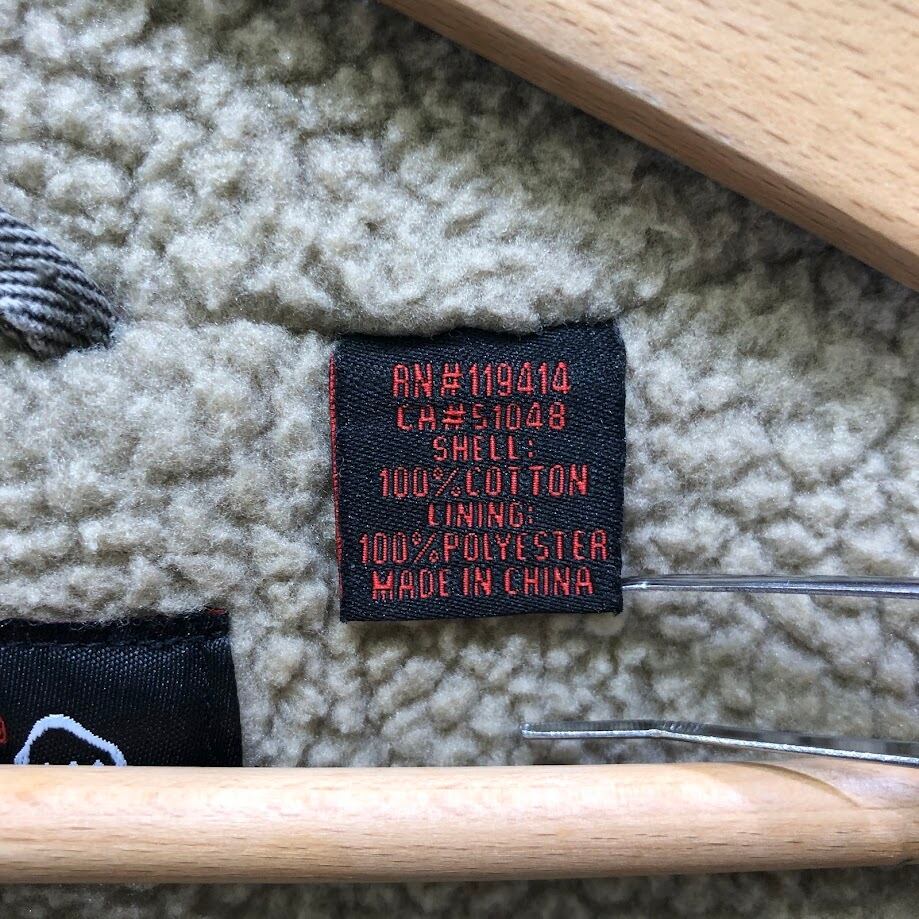 RN#119414
CA#51048
SHELL:
100%COTTON
LINING:
100%POLYESTER
MADE IN CHINA